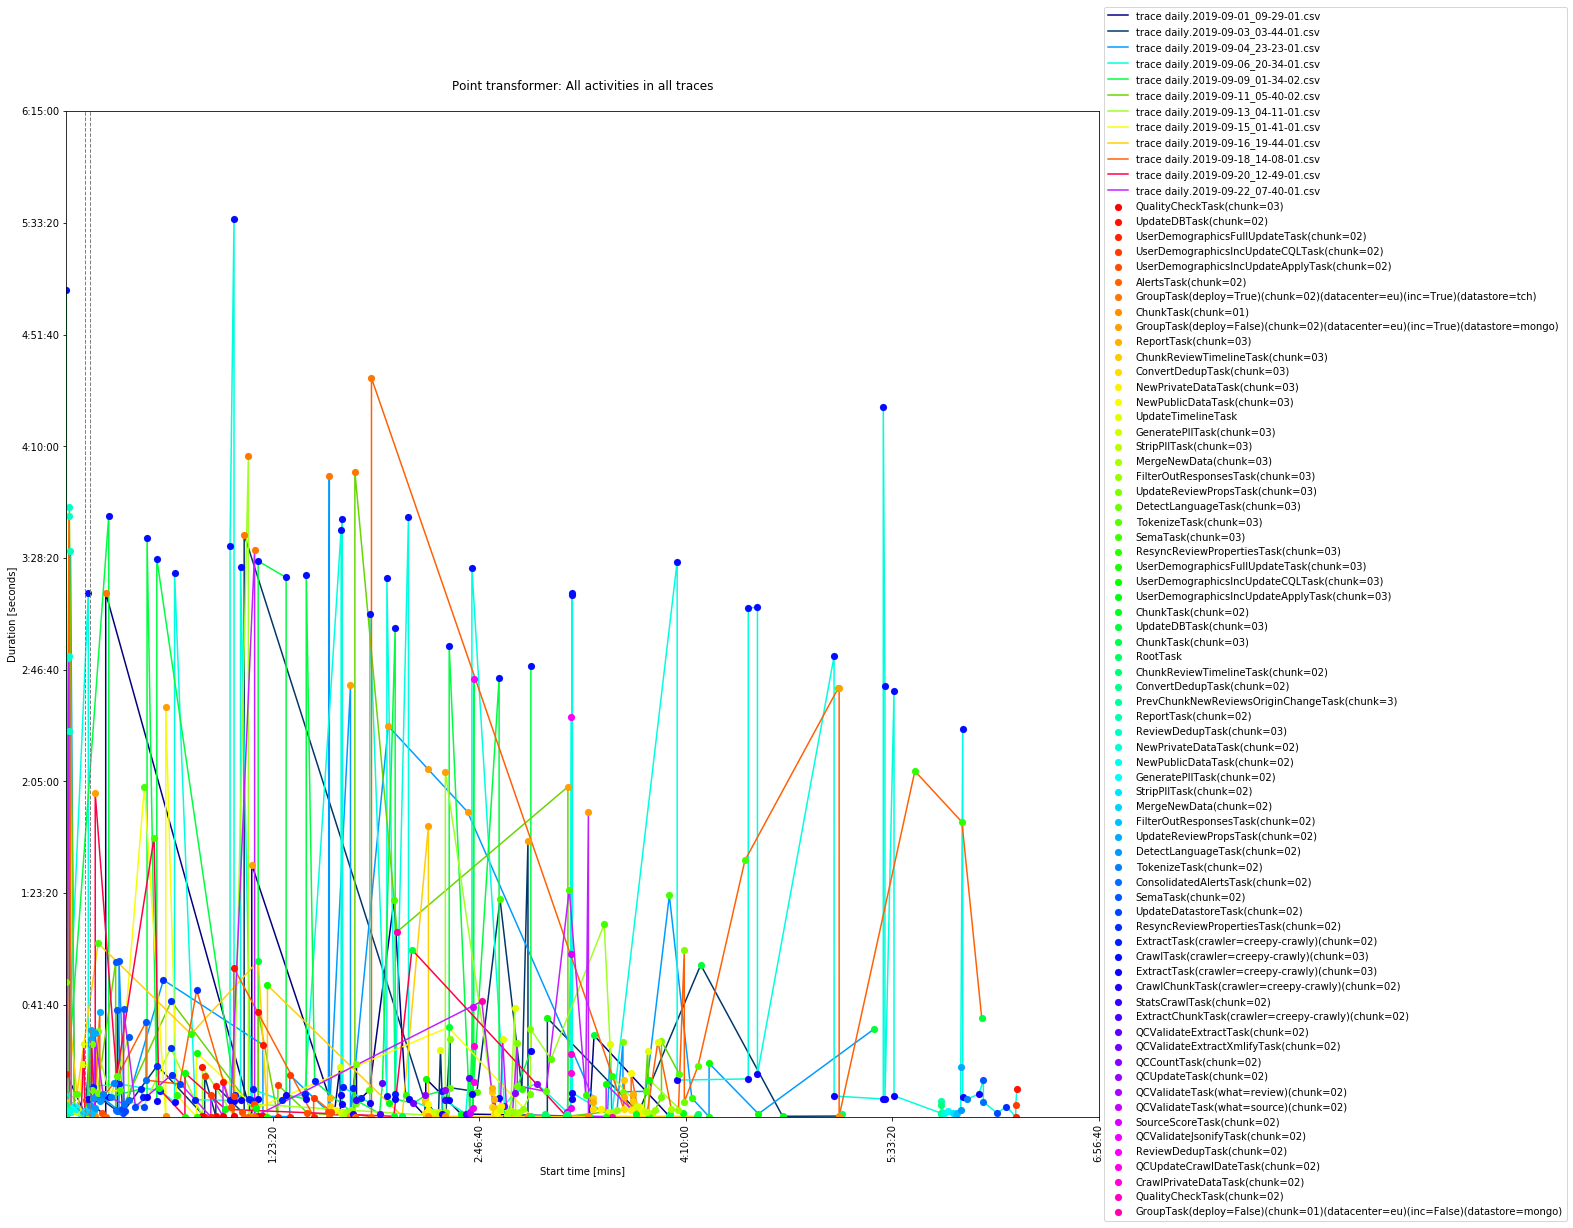 Point transformer: All activities in all traces
6:15:00
5:33:20
4:51:40
4:10:00
3:28:20
2:46:40
2:05:00
1:23:20
0:41:40
Duration [seconds]
1:23:20
2:46:40
4:10:00
5:33:20
6:56:40
Start time [mins]
trace daily.2019-09-01_09-29-01.csv
trace daily.2019-09-03_03-44-01.csv
trace daily.2019-09-04_23-23-01.csv
trace daily.2019-09-06_20-34-01.csv
trace daily.2019-09-09_01-34-02.csv
trace daily.2019-09-11_05-40-02.csv
trace daily.2019-09-13_04-11-01.csv
trace daily.2019-09-15_01-41-01.csv
trace daily.2019-09-16_19-44-01.csv
trace daily.2019-09-18_14-08-01.csv
trace daily.2019-09-20_12-49-01.csv
trace daily.2019-09-22_07-40-01.csv
QualityCheckTask(chunk=03)
UpdateDBTask(chunk=02)
UserDemographicsFullUpdateTask(chunk=02)
UserDemographicsIncUpdateCQLTask(chunk=02)
UserDemographicsIncUpdateApplyTask(chunk=02)
AlertsTask(chunk=02)
GroupTask(deploy=True)(chunk=02)(datacenter=eu)(inc=True)(datastore=tch)
ChunkTask(chunk=01)
GroupTask(deploy=False)(chunk=02)(datacenter=eu)(inc=True)(datastore=mongo)
ReportTask(chunk=03)
ChunkReviewTimelineTask(chunk=03)
ConvertDedupTask(chunk=03)
NewPrivateDataTask(chunk=03)
NewPublicDataTask(chunk=03)
UpdateTimelineTask
GeneratePIITask(chunk=03)
StripPIITask(chunk=03)
MergeNewData(chunk=03)
FilterOutResponsesTask(chunk=03)
UpdateReviewPropsTask(chunk=03)
DetectLanguageTask(chunk=03)
TokenizeTask(chunk=03)
SemaTask(chunk=03)
ResyncReviewPropertiesTask(chunk=03)
UserDemographicsFullUpdateTask(chunk=03)
UserDemographicsIncUpdateCQLTask(chunk=03)
UserDemographicsIncUpdateApplyTask(chunk=03)
ChunkTask(chunk=02)
UpdateDBTask(chunk=03)
ChunkTask(chunk=03)
RootTask
ChunkReviewTimelineTask(chunk=02)
ConvertDedupTask(chunk=02)
PrevChunkNewReviewsOriginChangeTask(chunk=3)
ReportTask(chunk=02)
ReviewDedupTask(chunk=03)
NewPrivateDataTask(chunk=02)
NewPublicDataTask(chunk=02)
GeneratePIITask(chunk=02)
StripPIITask(chunk=02)
MergeNewData(chunk=02)
FilterOutResponsesTask(chunk=02)
UpdateReviewPropsTask(chunk=02)
DetectLanguageTask(chunk=02)
TokenizeTask(chunk=02)
ConsolidatedAlertsTask(chunk=02)
SemaTask(chunk=02)
UpdateDatastoreTask(chunk=02)
ResyncReviewPropertiesTask(chunk=02)
ExtractTask(crawler=creepy-crawly)(chunk=02)
CrawlTask(crawler=creepy-crawly)(chunk=03)
ExtractTask(crawler=creepy-crawly)(chunk=03)
CrawlChunkTask(crawler=creepy-crawly)(chunk=02)
StatsCrawlTask(chunk=02)
ExtractChunkTask(crawler=creepy-crawly)(chunk=02)
QCValidateExtractTask(chunk=02)
QCValidateExtractXmlifyTask(chunk=02)
QCCountTask(chunk=02)
QCUpdateTask(chunk=02)
QCValidateTask(what=review)(chunk=02)
QCValidateTask(what=source)(chunk=02)
SourceScoreTask(chunk=02)
QCValidateJsonifyTask(chunk=02)
ReviewDedupTask(chunk=02)
QCUpdateCrawlDateTask(chunk=02)
CrawlPrivateDataTask(chunk=02)
QualityCheckTask(chunk=02)
GroupTask(deploy=False)(chunk=01)(datacenter=eu)(inc=False)(datastore=mongo)